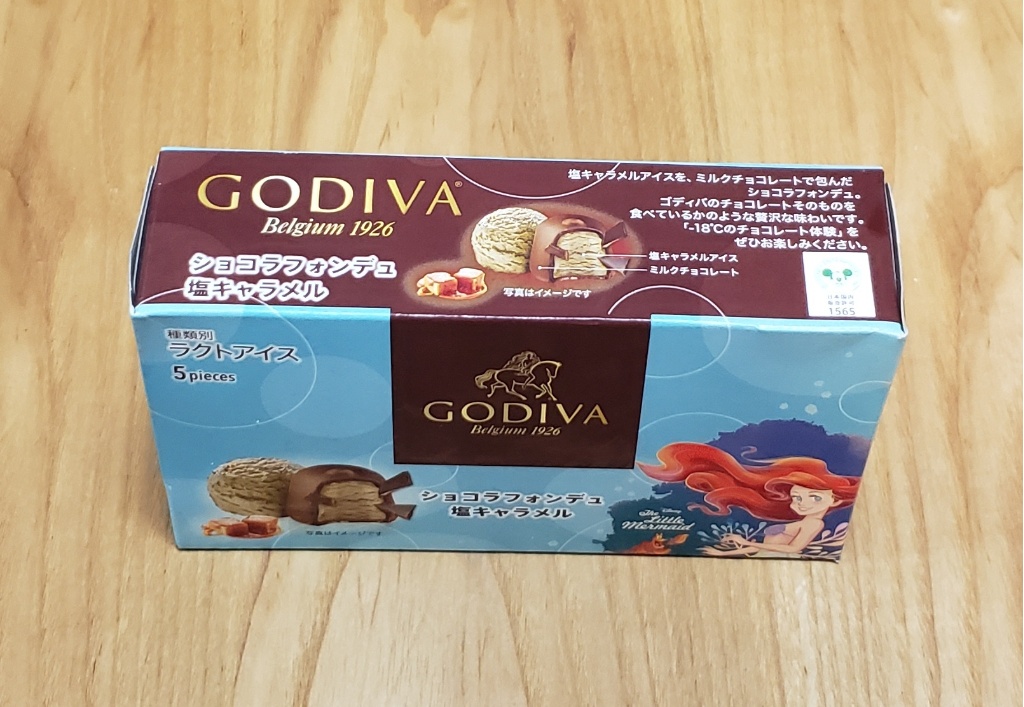 GODIVA®
Belgium 1926
ショコラフォンデュ
塩キャラメル
塩キャラメルアイスを、ミルクチョコレートで包んだ
ショコラフォンデュ。
ゴディバのチョコレートそのものを
食べているかのような贅沢な味わいです。
「-18℃のチョコレート体験」を
ぜひお楽しみください。
塩キャラメルアイス
ミルクチョコレート
写真はイメージです
1565
種類別
ラクトアイス
5 pieces
GODIVA
Belgium 1926
ショコラフォンデュ
塩キャラメル
写真はイメージです
Disney
The Little
Mermaid